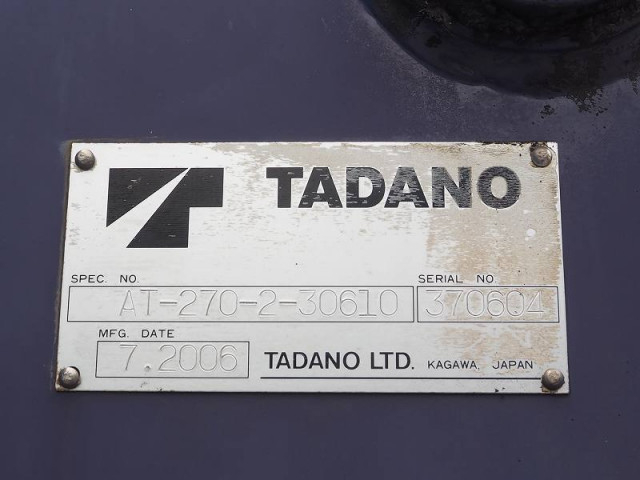 TADANO
SPEC. NO. SERIAL NO.
AT-270-2-30610 370604
MFG. DATE
7.2006 TADANO LTD. KAGAWA, JAPAN